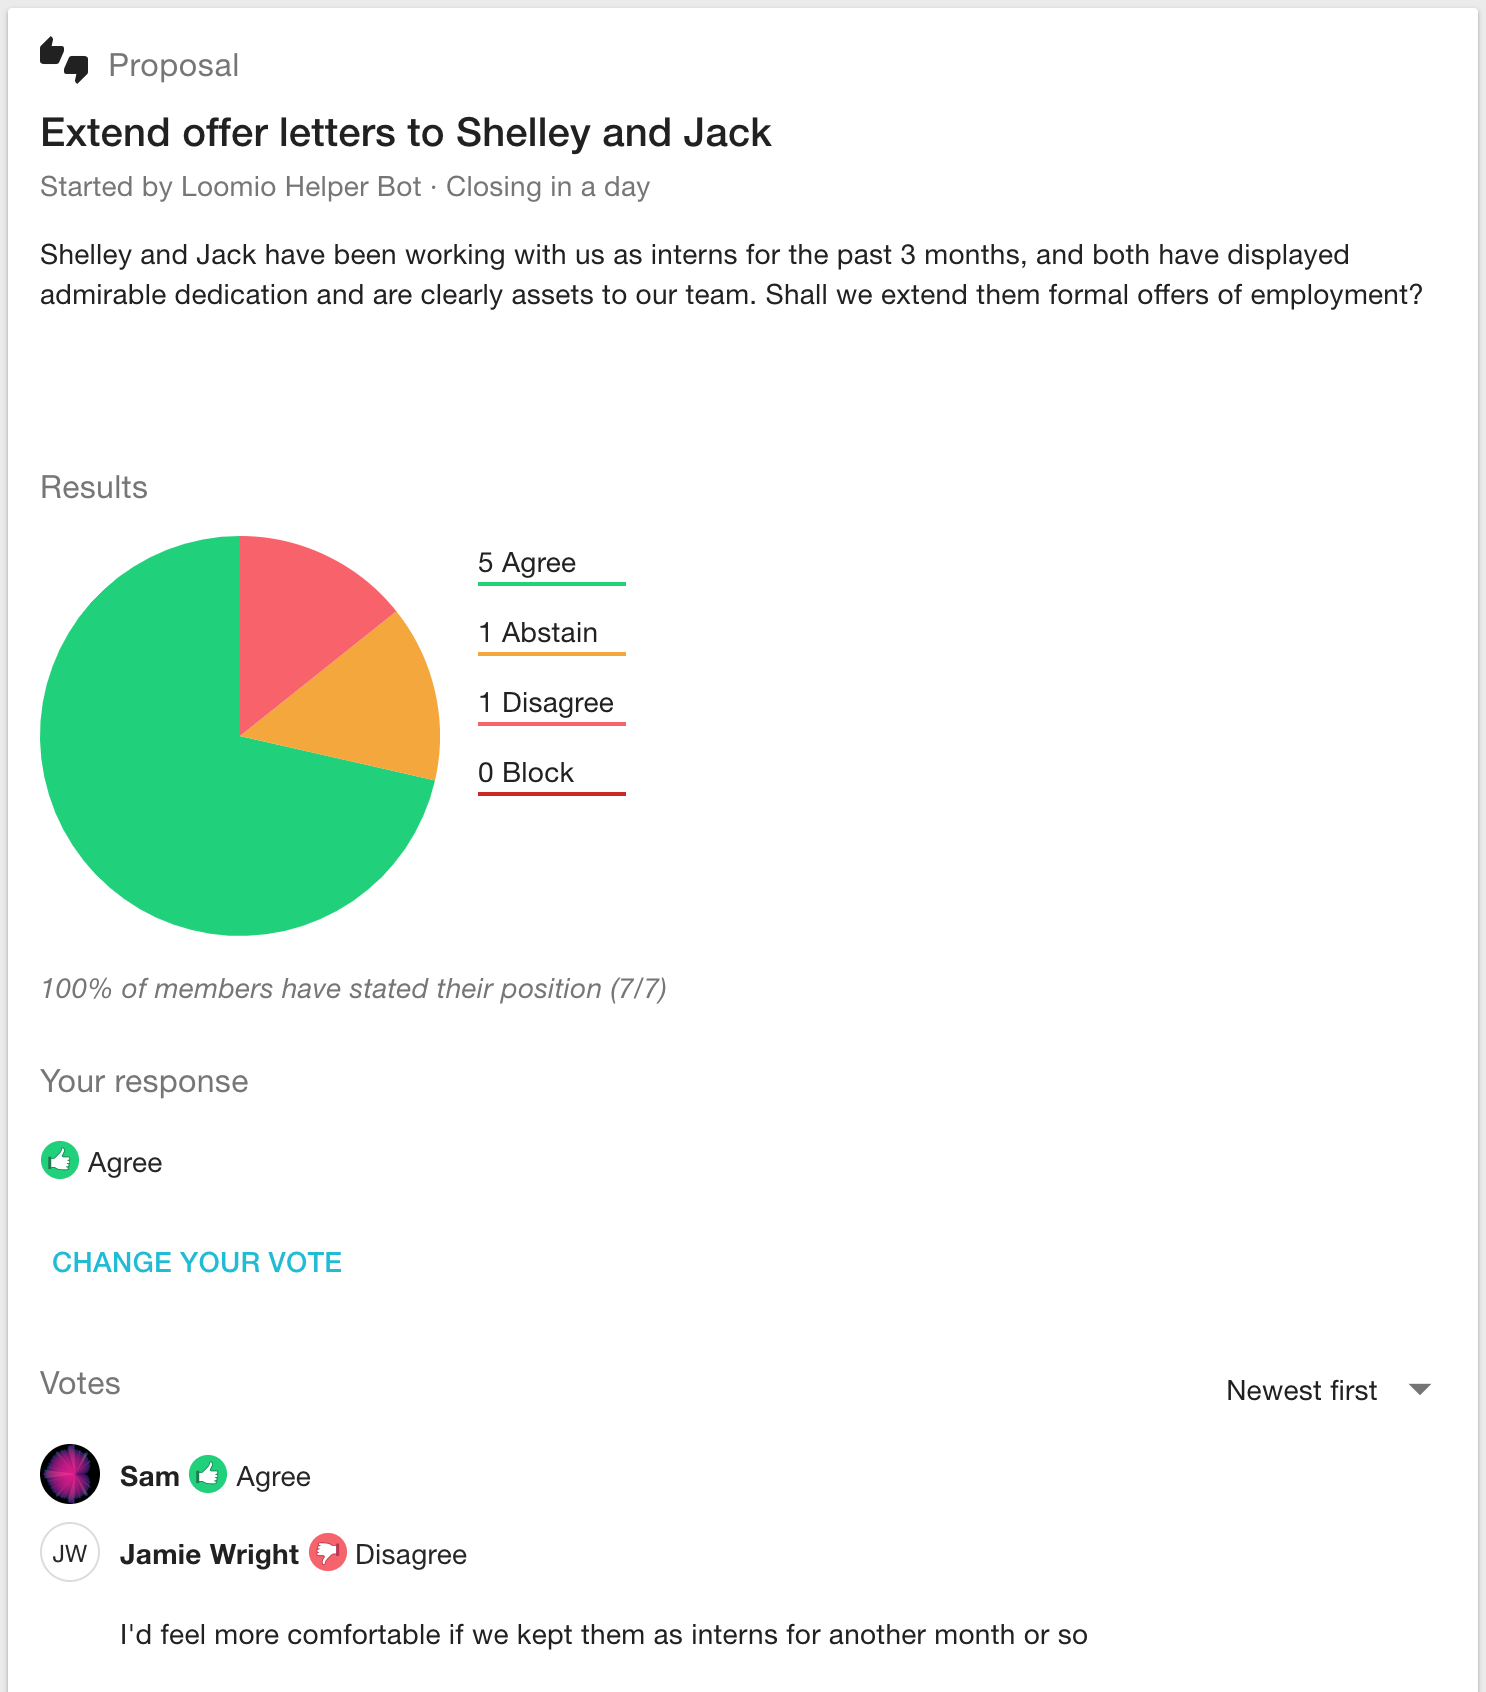 Proposal
Extend offer letters to Shelley and Jack
Started by Loomio Helper Bot · Closing in a day
Shelley and Jack have been working with us as interns for the past 3 months, and both have displayed
admirable dedication and are clearly assets to our team. Shall we extend them formal offers of employment?
Results
5 Agree
1 Abstain
1 Disagree
0 Block
100% of members have stated their position (7/7)
Your response
Agree
CHANGE YOUR VOTE
Votes
Newest first
Sam Agree
JW Jamie Wright Disagree
I'd feel more comfortable if we kept them as interns for another month or so